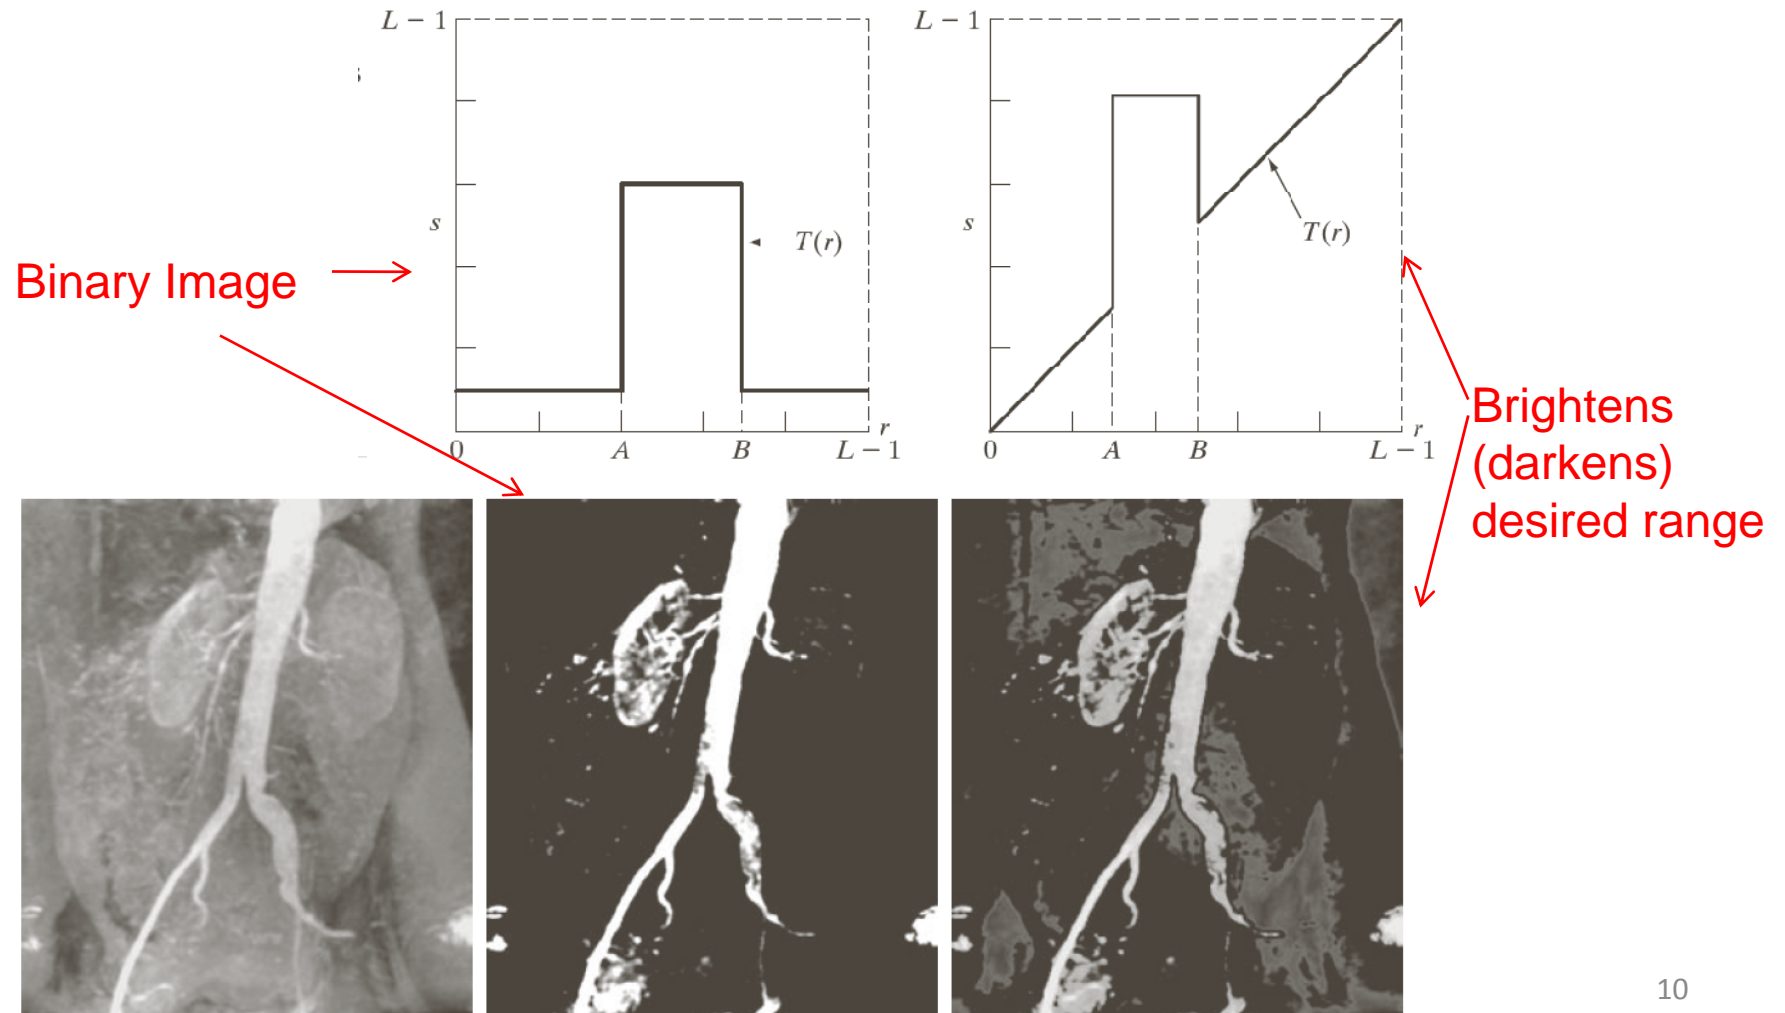 L − 1
s
T(r)
0
A
B
L − 1
r
L − 1
s
T(r)
0
A
B
L − 1
r
Binary Image
Brightens
(darkens)
desired range
10